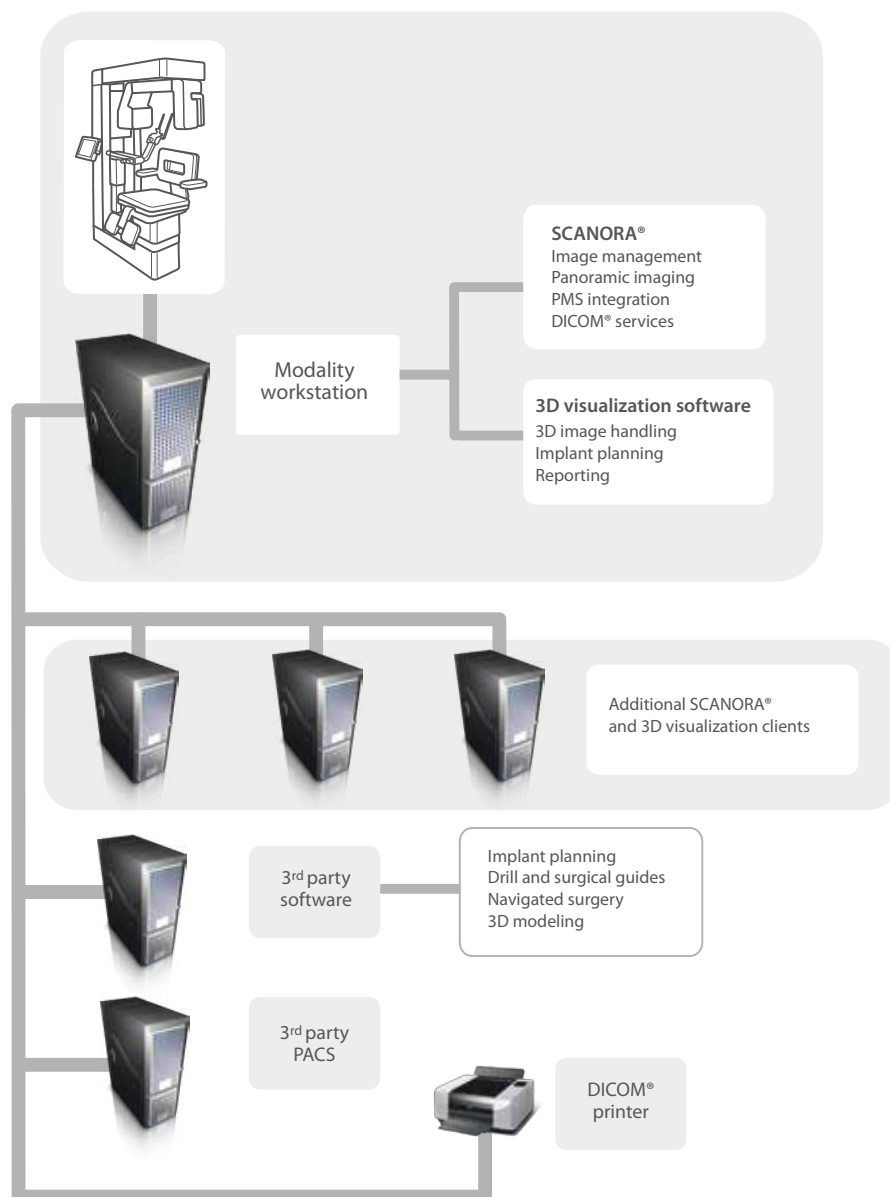 SCANORA®
Image management
Panoramic imaging
PMS integration
DICOM® services
Modality
workstation
3D visualization software
3D image handling
Implant planning
Reporting
Additional SCANORA®
and 3D visualization clients
3rd party
software
Implant planning
Drill and surgical guides
Navigated surgery
3D modeling
3rd party
PACS
DICOM®
printer